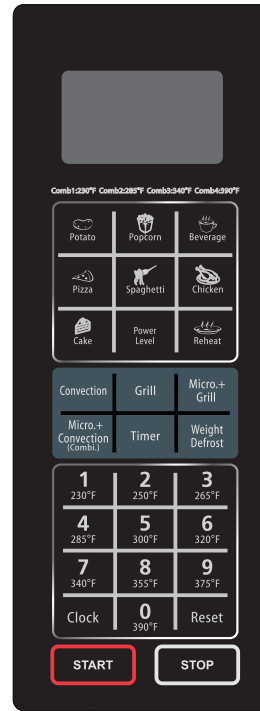 Comb1:230°F Comb2:285°F Comb3:340°F Comb4:390°F
Potato Popcorn Beverage
Pizza Spaghetti Chicken
Cake Power Level Reheat
Convection Grill Micro.+ Grill
Micro.+ Convection (Combi.) Timer Weight Defrost
1 2 3
230°F 250°F 265°F
4 5 6
285°F 300°F 320°F
7 8 9
340°F 355°F 375°F
Clock 0 390°F Reset
START STOP